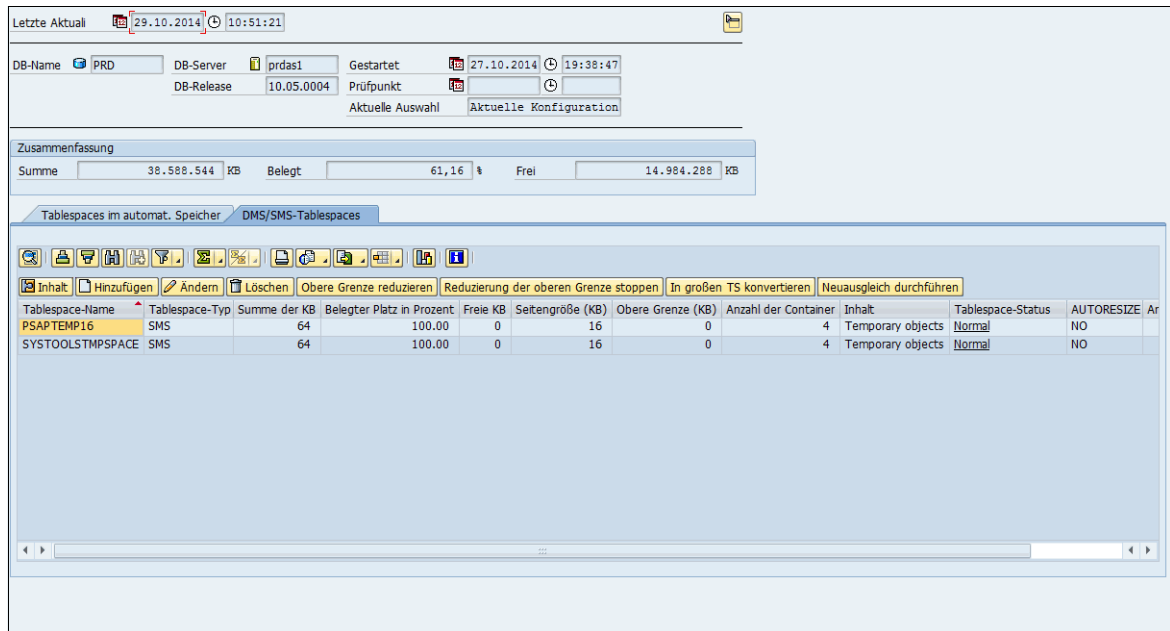 Letzte Aktuali 29.10.2014 10:51:21
DB-Name PRD DB-Server prdas1 Gestartet 27.10.2014 19:38:47
DB-Release 10.05.0004 Prüfpunkt
Aktuelle Auswahl Aktuelle Konfiguration
Zusammenfassung
Summe 38.588.544 KB Belegt 61,16 % Frei 14.984.288 KB
Tablespaces im automat. Speicher DMS/SMS-Tablespaces
Inhalt Hinzufügen Ändern Löschen Obere Grenze reduzieren Reduzierung der oberen Grenze stoppen In großen TS konvertieren Neuausgleich durchführen
Tablespace-Name Tablespace-Typ Summe der KB Belegter Platz in Prozent Freie KB Seitengröße (KB) Obere Grenze (KB) Anzahl der Container Inhalt Tablespace-Status AUTORESIZE Ar
PSAPTEMP16 SMS 64 100.00 0 16 0 4 Temporary objects Normal NO
SYSTOOLSTMPSPACE SMS 64 100.00 0 16 0 4 Temporary objects Normal NO